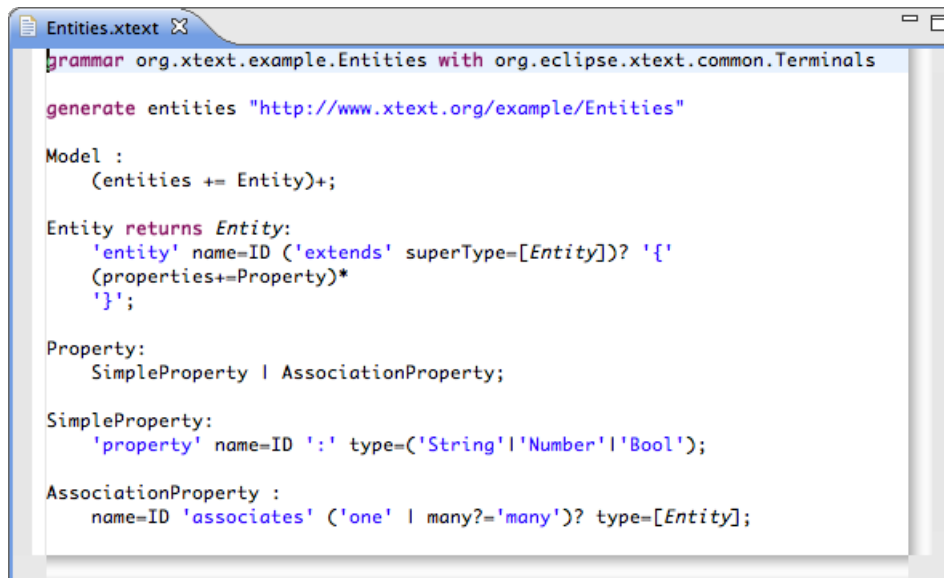 Entities.xtext
grammar org.xtext.example.Entities with org.eclipse.xtext.common.Terminals
generate entities "http://www.xtext.org/example/Entities"
Model :
(entities += Entity)+;
Entity returns Entity:
'entity' name=ID ('extends' superType=[Entity])? '{'
(properties+=Property)*
'}';
Property:
SimpleProperty | AssociationProperty;
SimpleProperty:
'property' name=ID ':' type=('String'|'Number'|'Bool');
AssociationProperty :
name=ID 'associates' ('one' | many?='many')? type=[Entity];